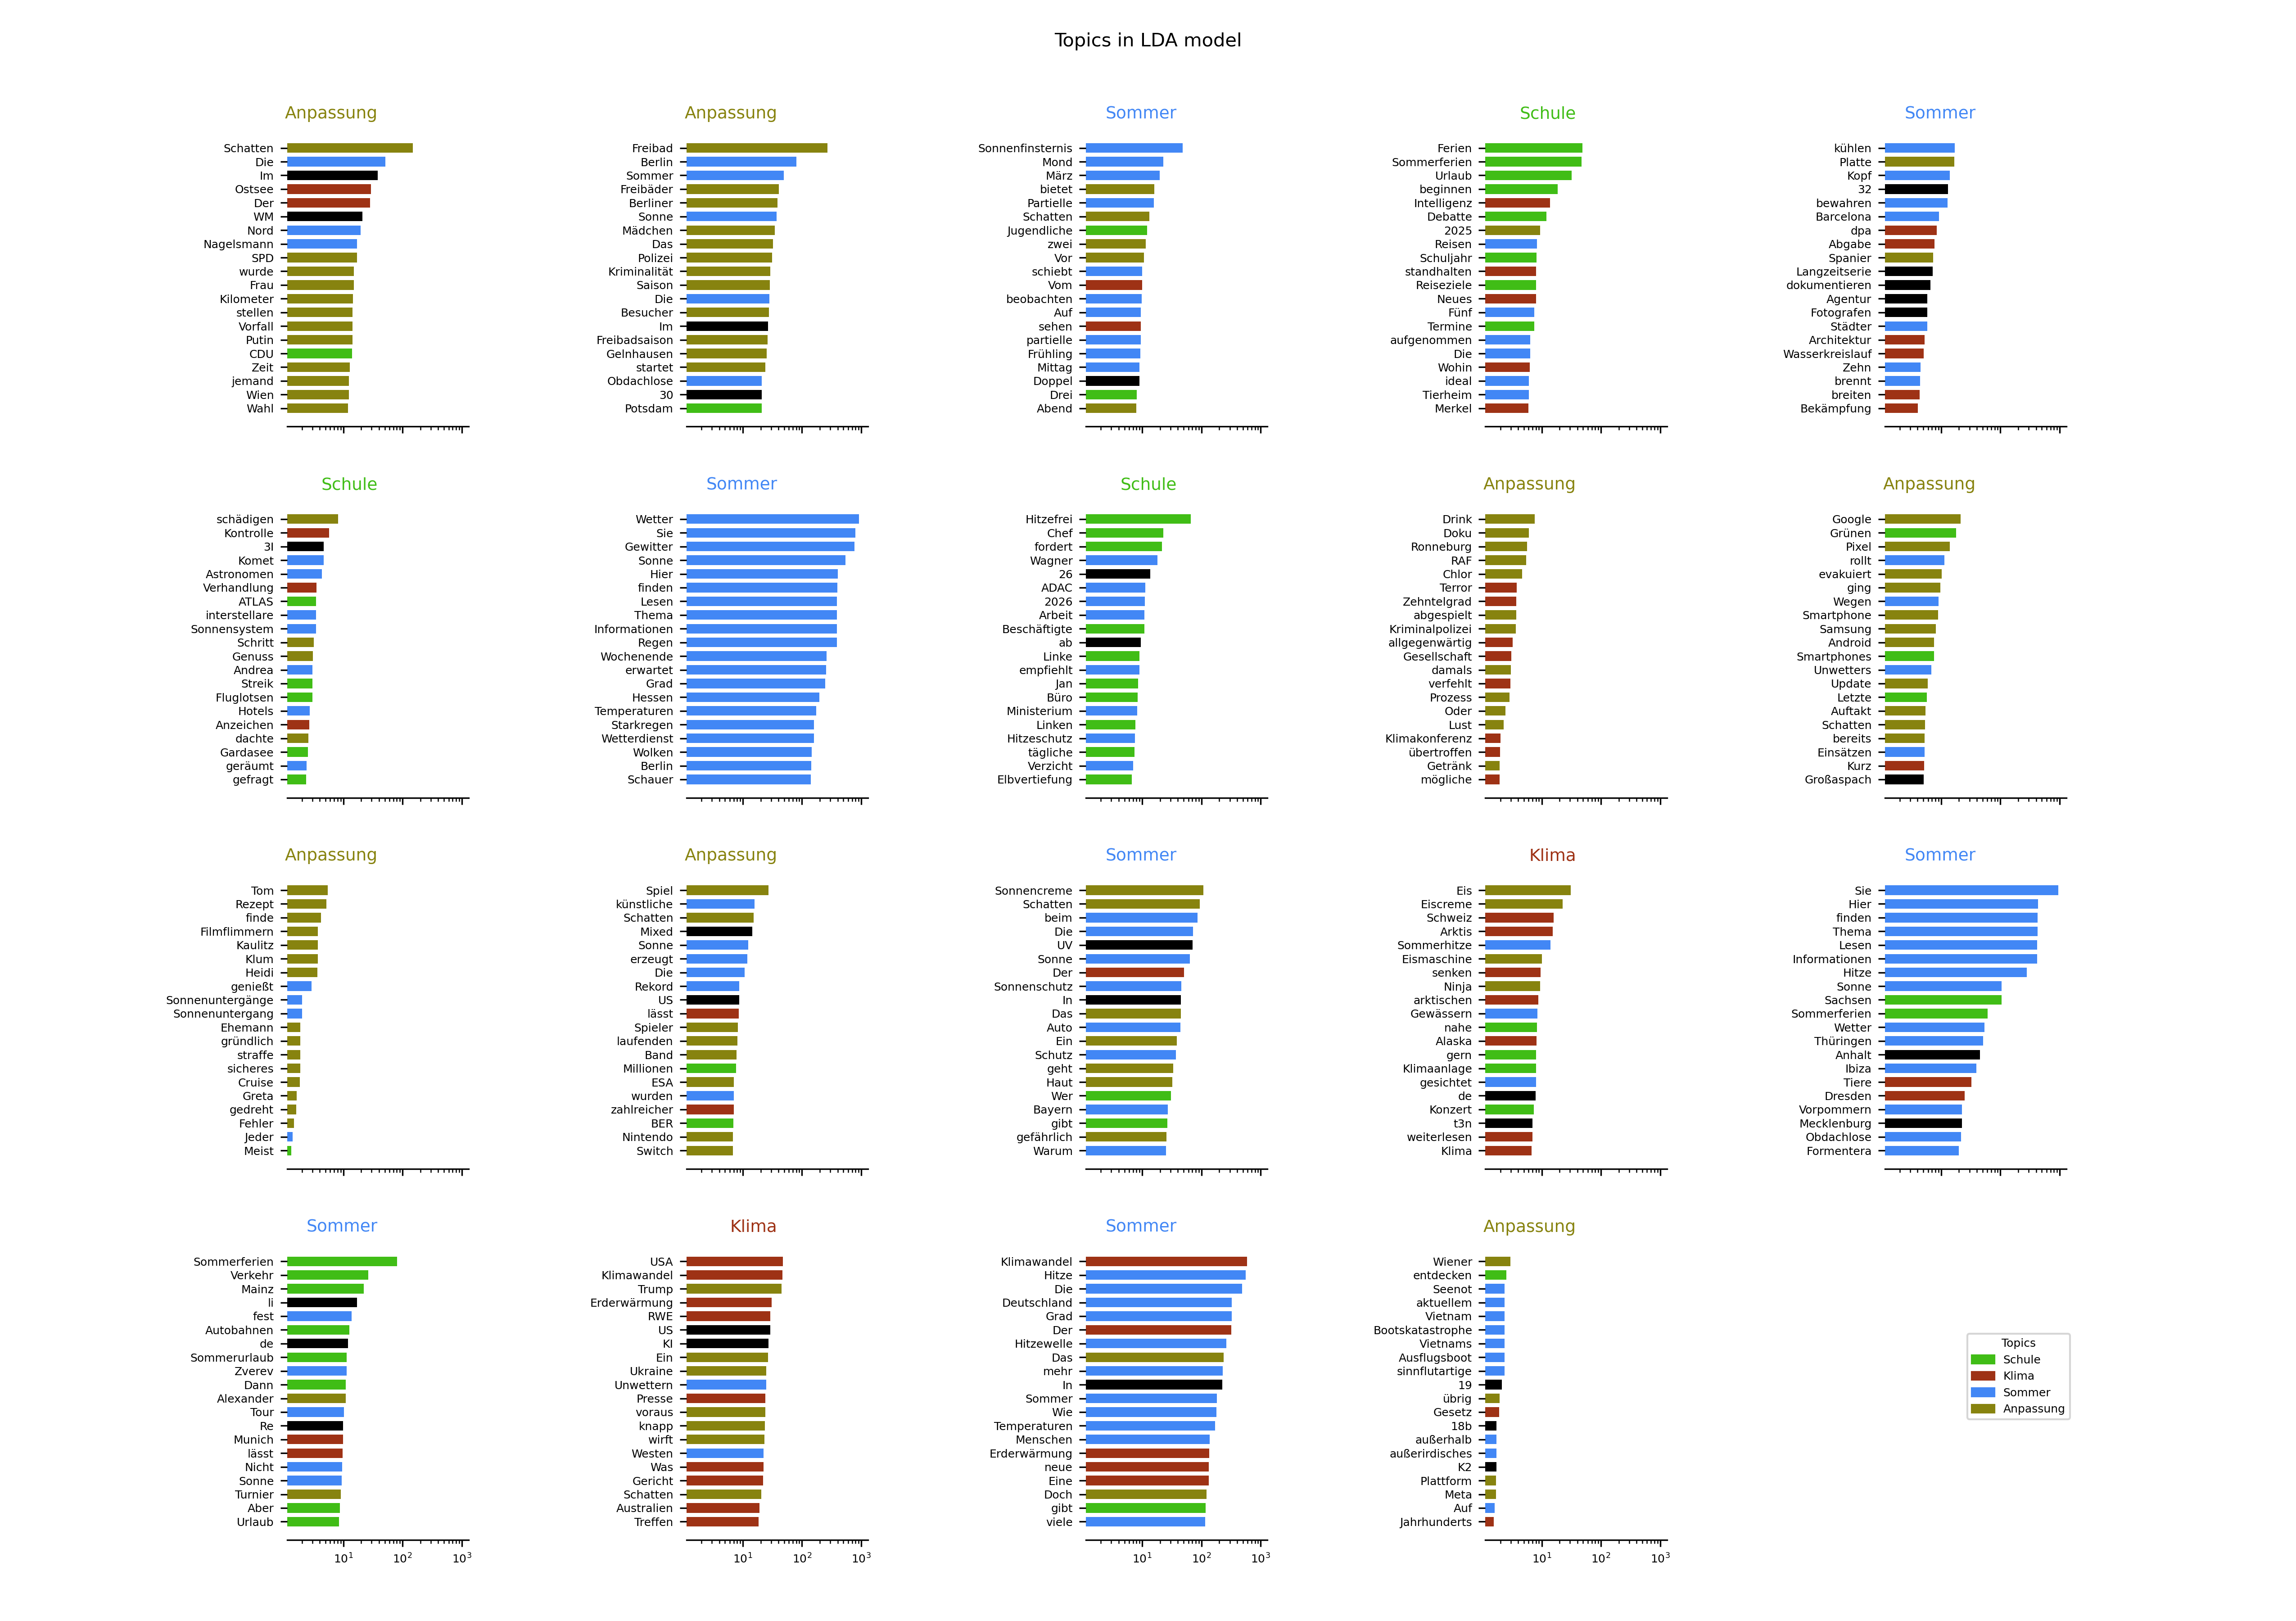 Topics in LDA model
Anpassung
Schatten
Die
Im
Ostsee
Der
WM
Nord
Nagelsmann
SPD
wurde
Frau
Kilometer
stellen
Vorfall
Putin
CDU
Zeit
jemand
Wien
Wahl
Anpassung
Freibad
Berlin
Sommer
Freibäder
Berliner
Sonne
Mädchen
Das
Polizei
Kriminalität
Saison
Die
Besucher
Im
Freibadsaison
Gelnhausen
startet
Obdachlose
30
Potsdam
Sommer
Sonnenfinsternis
Mond
März
bietet
Partielle
Schatten
Jugendliche
zwei
Vor
schiebt
Vom
beobachten
Auf
sehen
partielle
Frühling
Mittag
Doppel
Drei
Abend
Schule
Ferien
Sommerferien
Urlaub
beginnen
Intelligenz
Debatte
2025
Reisen
Schuljahr
standhalten
Reiseziele
Neues
Fünf
Termine
aufgenommen
Die
Wohin
ideal
Tierheim
Merkel
Sommer
kühlen
Platte
Kopf
32
bewahren
Barcelona
dpa
Abgabe
Spanier
Langzeitserie
dokumentieren
Agentur
Fotografen
Städter
Architektur
Wasserkreislauf
Zehn
brennt
breiten
Bekämpfung
Schule
schädigen
Kontrolle
3I
Komet
Astronomen
Verhandlung
ATLAS
interstellare
Sonnensystem
Schritt
Genuss
Andrea
Streik
Fluglotsen
Hotels
Anzeichen
dachte
Gardasee
geräumt
gefragt
Sommer
Wetter
Sie
Gewitter
Sonne
Hier
finden
Lesen
Thema
Informationen
Regen
Wochenende
erwartet
Grad
Hessen
Temperaturen
Starkregen
Wetterdienst
Wolken
Berlin
Schauer
Schule
Hitzefrei
Chef
fordert
Wagner
26
ADAC
2026
Arbeit
Beschäftigte
ab
Linke
empfiehlt
Jan
Büro
Ministerium
Linken
Hitzeschutz
tägliche
Verzicht
Elbvertiefung
Anpassung
Drink
Doku
Ronneburg
RAF
Chlor
Terror
Zehntelgrad
abgespielt
Kriminalpolizei
allgegenwärtig
Gesellschaft
damals
verfehlt
Prozess
Oder
Lust
Klimakonferenz
übertroffen
Getränk
mögliche
Anpassung
Google
Grünen
Pixel
rollt
evakuiert
ging
Wegen
Smartphone
Samsung
Android
Smartphones
Unwetters
Update
Letzte
Auftakt
Schatten
bereits
Einsätzen
Kurz
Großaspach
Anpassung
Tom
Rezept
finde
Filmflimmern
Kaulitz
Klum
Heidi
genießt
Sonnenuntergänge
Sonnenuntergang
Ehemann
gründlich
straffe
sicheres
Cruise
Greta
gedreht
Fehler
Jeder
Meist
Anpassung
Spiel
künstliche
Schatten
Mixed
Sonne
erzeugt
Die
Rekord
US
lässt
Spieler
laufenden
Band
Millionen
ESA
wurden
zahlreicher
BER
Nintendo
Switch
Sommer
Sonnencreme
Schatten
beim
Die
UV
Sonne
Der
Sonnenschutz
In
Das
Auto
Ein
Schutz
geht
Haut
Wer
Bayern
gibt
gefährlich
Warum
Klima
Eis
Eiscreme
Schweiz
Arktis
Sommerhitze
Eismaschine
senken
Ninja
arktischen
Gewässern
nahe
Alaska
gern
Klimaanlage
gesichtet
de
Konzert
t3n
weiterlesen
Klima
Sommer
Sie
Hier
finden
Thema
Lesen
Informationen
Hitze
Sonne
Sachsen
Sommerferien
Wetter
Thüringen
Anhalt
Ibiza
Tiere
Dresden
Vorpommern
Mecklenburg
Obdachlose
Formentera
Sommer
Sommerferien
Verkehr
Mainz
li
fest
Autobahnen
de
Sommerurlaub
Zverev
Dann
Alexander
Tour
Re
Munich
lässt
Nicht
Sonne
Turnier
Aber
Urlaub
10¹ 10² 10³
Klima
USA
Klimawandel
Trump
Erderwärmung
RWE
US
KI
Ein
Ukraine
Unwettern
Presse
voraus
knapp
wirft
Westen
Was
Gericht
Schatten
Australien
Treffen
10¹ 10² 10³
Sommer
Klimawandel
Hitze
Die
Deutschland
Grad
Der
Hitzewelle
Das
mehr
In
Sommer
Wie
Temperaturen
Menschen
Erderwärmung
neue
Eine
Doch
gibt
viele
10¹ 10² 10³
Anpassung
Wiener
entdecken
Seenot
aktuellem
Vietnam
Bootskatastrophe
Vietnams
Ausflugsboot
sinnflutartige
19
übrig
Gesetz
18b
außerhalb
außerirdisches
K2
Plattform
Meta
Auf
Jahrhunderts
10¹ 10² 10³
Topics
Schule
Klima
Sommer
Anpassung